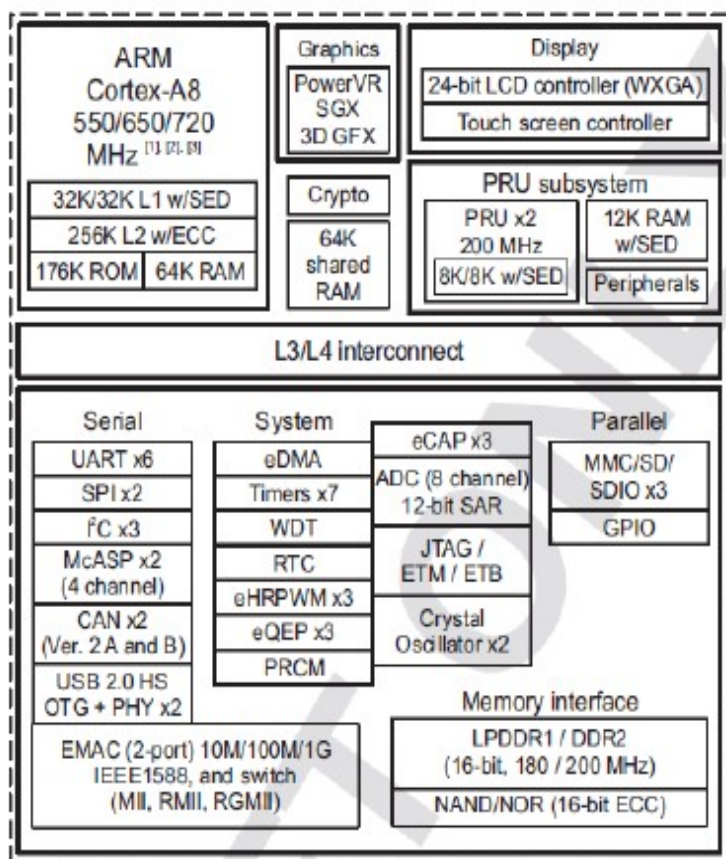 ARM
Cortex-A8
550/650/720
MHz [1], [2], [3]
32K/32K L1 w/SED
256K L2 w/ECC
176K ROM
64K RAM
Graphics
PowerVR
SGX
3D GFX
Crypto
64K
shared
RAM
Display
24-bit LCD controller (WXGA)
Touch screen controller
PRU subsystem
PRU x2
200 MHz
8K/8K w/SED
12K RAM
w/SED
Peripherals
L3/L4 interconnect
Serial
UART x6
SPI x2
I²C x3
McASP x2
(4 channel)
CAN x2
(Ver. 2 A and B)
USB 2.0 HS
OTG + PHY x2
EMAC (2-port) 10M/100M/1G
IEEE1588, and switch
(MII, RMII, RGMII)
System
eDMA
Timers x7
WDT
RTC
eHRPWM x3
eQEP x3
PRCM
eCAP x3
ADC (8 channel)
12-bit SAR
JTAG /
ETM / ETB
Crystal
Oscillator x2
Parallel
MMC/SD/
SDIO x3
GPIO
Memory interface
LPDDR1 / DDR2
(16-bit, 180 / 200 MHz)
NAND/NOR (16-bit ECC)
T ONLY